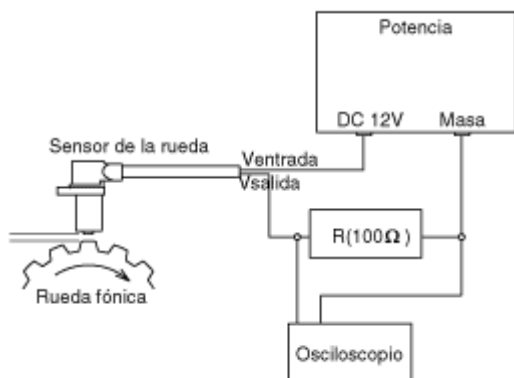 Potencia
DC 12V Masa
Sensor de la rueda
Ventrada
Vsalida
R(100Ω)
Rueda fónica
Osciloscopio